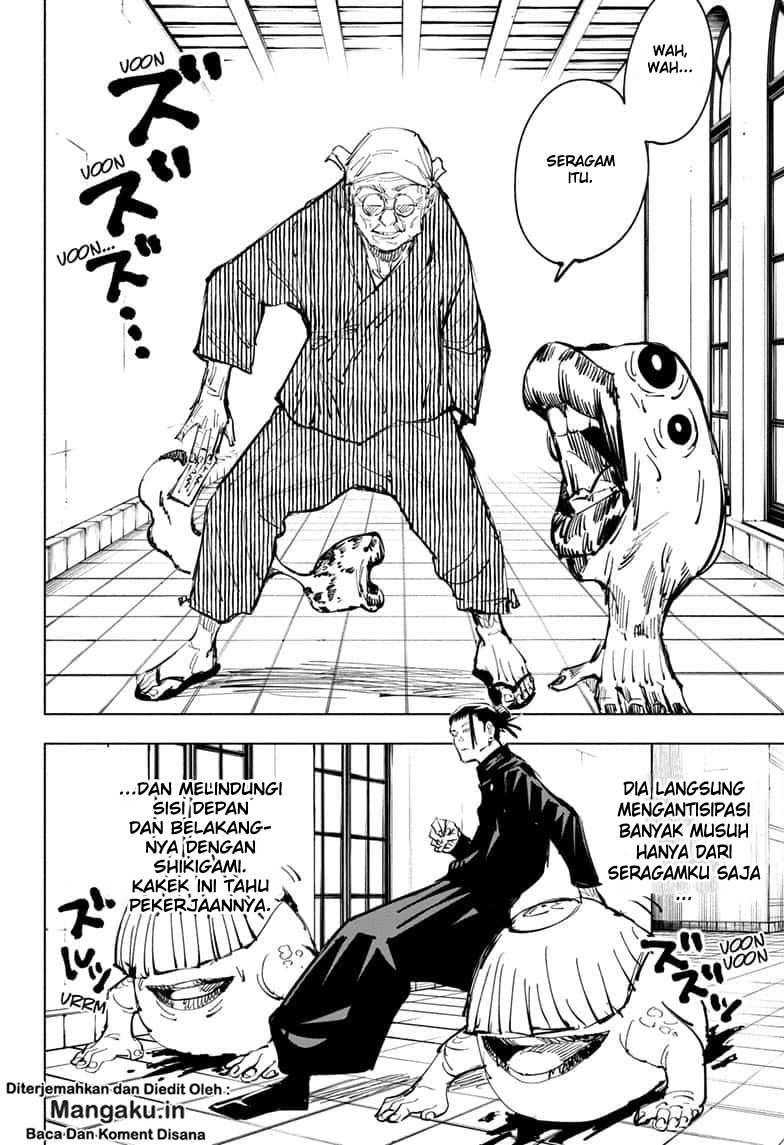 WAH,
WAH...
SERAGAM
ITU.
VOON
ズ
VOON
ズ
VOON...
ズ...
DIA LANGSUNG
MENGANTISIPASI
BANYAK MUSUH
HANYA DARI
SERAGAMKU SAJA
...
...DAN MELINDUNGI
SISI DEPAN
DAN BELAKANG-
NYA DENGAN
SHIKIGAMI.
KAKEK INI TAHU
PEKERJAANNYA.
ズズズ
VOON
VOON
ズルッ
VRRM
Diterjemahkan dan Diedit Oleh :
Mangaku.in
Baca Dan Koment Disana